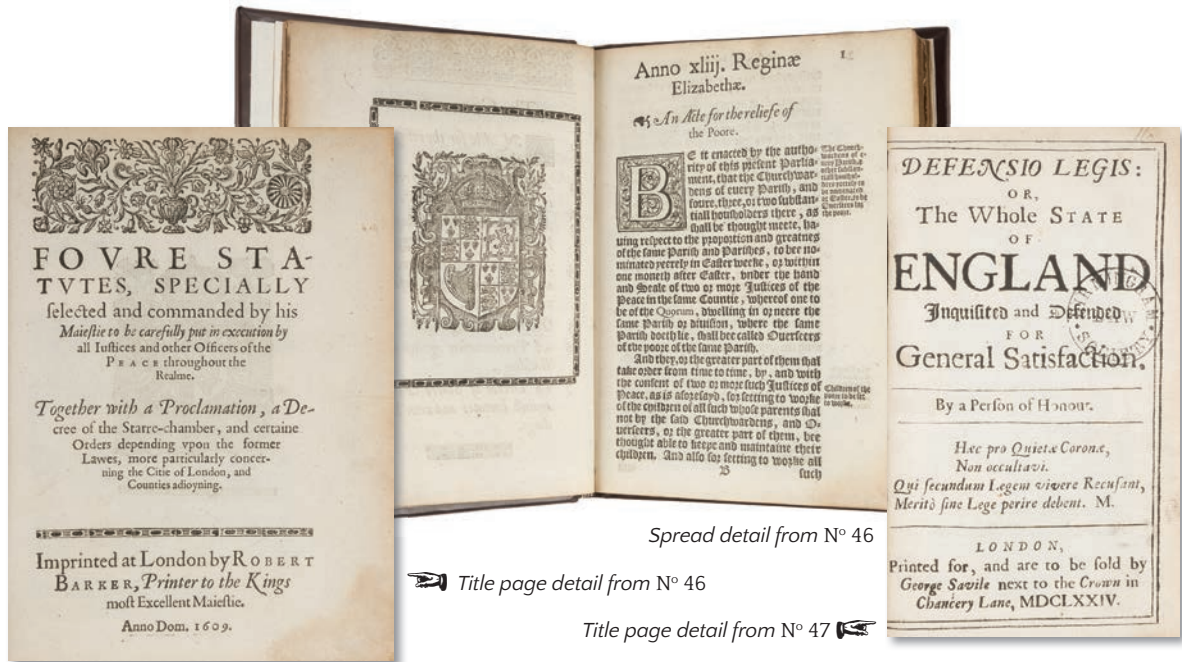 FOVRE STA-
TVTES, SPECIALLY
ſelected and commanded by his
Maieſtie to be carefully put in execution by
all Iuſtices and other Officers of the
PEACE throughout the
Realme.
Together with a Proclamation, a De-
cree of the Starre-chamber, and certaine
Orders depending vpon the former
Lawes, more particularly concer-
ning the Citie of London, and
Counties adioyning.
Imprinted at London by ROBERT
BARKER, Printer to the Kings
moſt Excellent Maieſtie.
Anno Dom. 1609.
Anno xliij. Reginæ
Elizabethæ.
An Acte for the reliefe of
the Poore.
BE it enacted by the autho-
rity of this preſent Parlia-
ment, that the Churchwar-
dens of euery Pariſh, and
foure, three, or two ſubſtan-
tiall houſholders there, as
ſhall be thought meete, ha-
uing reſpect to the proportion and greatnes
of the ſame Pariſh and Pariſhes, to bee no-
minated yeerely in Eaſter weeke, or within
one moneth after Eaſter, vnder the hand
and Seale of two or more Juſtices of the
Peace in the ſame Countie, whereof one to
be of the Quorum, dwelling in or neere the
ſame Pariſh or diuiſion, where the ſame
Pariſh doeth lie, ſhall bee called Ouerſeers
of the poore of the ſame Pariſh.
And they, or the greater part of them ſhal
take order from time to time, by, and with
the conſent of two or more ſuch Juſtices of
Peace, as is aforeſayd, for ſetting to worke
of the children of all ſuch whoſe parents ſhal
not by the ſaid Churchwardens, and O-
uerſeers, or the greater part of them, bee
thought able to keepe and maintaine their
children. And alſo for ſetting to worke all
B
ſuch
Children of the
poore to be ſet
to worke.
Spread detail from Nº 46
Title page detail from Nº 46
Title page detail from Nº 47
DEFENSIO LEGIS:
OR,
The Whole STATE
OF
ENGLAND
Inquiſited and Defended
FOR
General Satisfaction.
By a Perſon of Honour.
Hæc pro Quietæ Coronæ,
Non occultavi.
Qui ſecundum Legem vivere Recuſant,
Meritò ſine Lege perire debent. M.
LONDON,
Printed for, and are to be ſold by
George Savile next to the Crown in
Chancery Lane, MDCLXXIV.